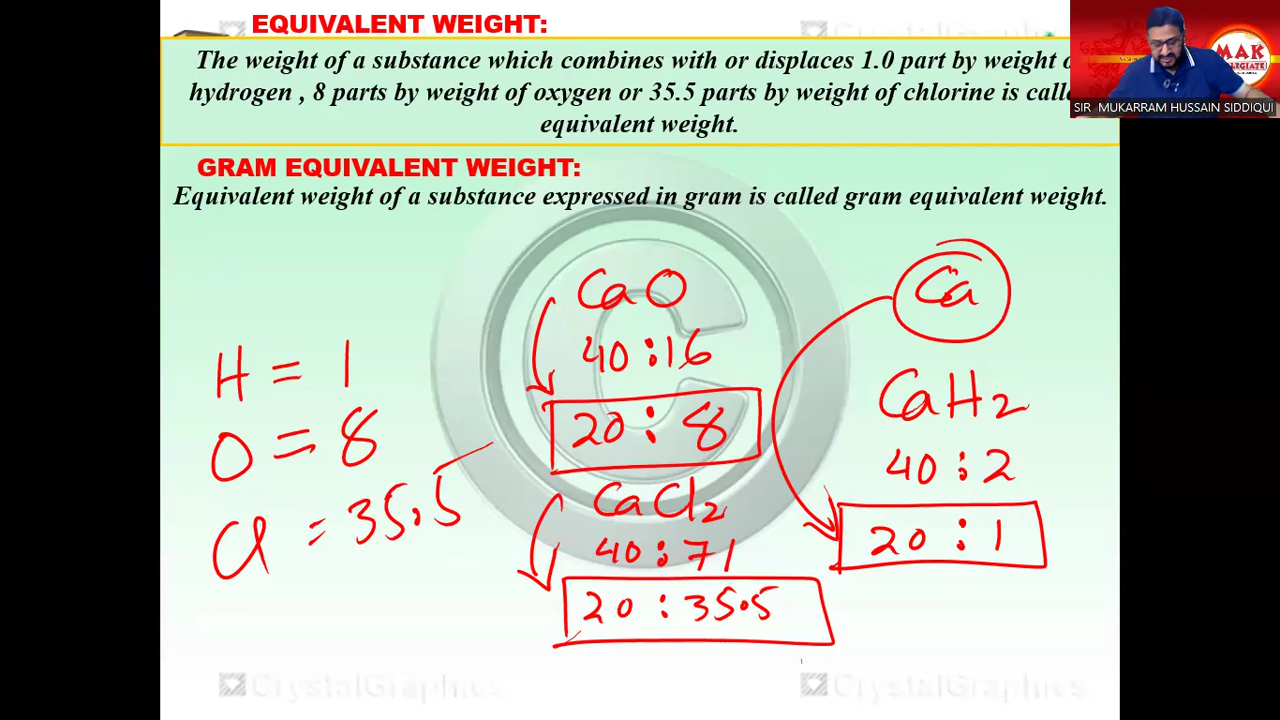 EQUIVALENT WEIGHT:
The weight of a substance which combines with or displaces 1.0 part by weight o
hydrogen , 8 parts by weight of oxygen or 35.5 parts by weight of chlorine is calle
equivalent weight.
GRAM EQUIVALENT WEIGHT:
Equivalent weight of a substance expressed in gram is called gram equivalent weight.
MAK
COLLEGIATE
SIR MUKARRAM HUSSAIN SIDDIQUI
H = 1
O = 8
Cl = 35.5
CaO
40 : 16
20 : 8
CaCl2
40 : 71
20 : 35.5
Ca
CaH2
40 : 2
20 : 1
CrystalGraphics
CrystalGraphics